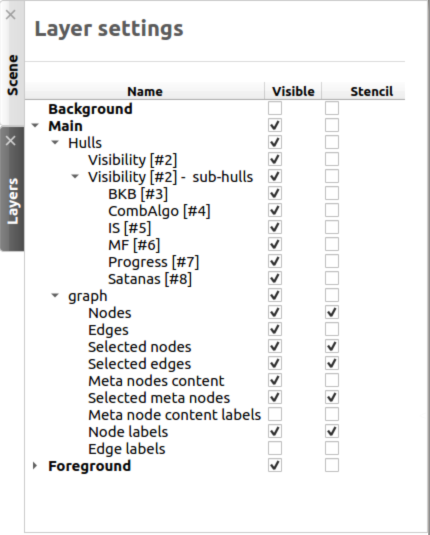 Layer settings
Scene
Layers
Name Visible Stencil
Background
Main
Hulls
Visibility [#2]
Visibility [#2] - sub-hulls
BKB [#3]
CombAlgo [#4]
IS [#5]
MF [#6]
Progress [#7]
Satanas [#8]
graph
Nodes
Edges
Selected nodes
Selected edges
Meta nodes content
Selected meta nodes
Meta node content labels
Node labels
Edge labels
Foreground